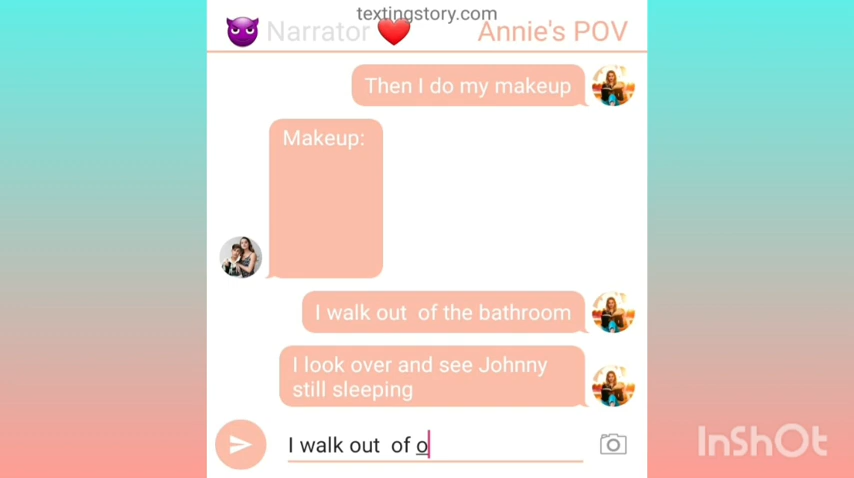 textingstory.com
😈 Narrator ❤️ Annie's POV
Then I do my makeup
Makeup:
I walk out  of the bathroom
I look over and see Johnny
still sleeping
I walk out  of o
InShOt